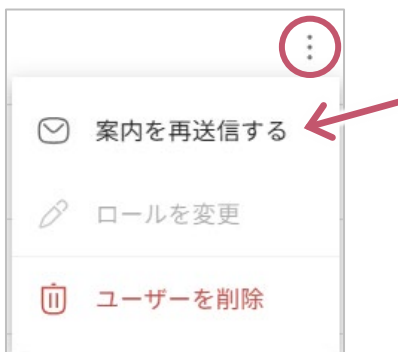 案内を再送信する
ロールを変更
ユーザーを削除